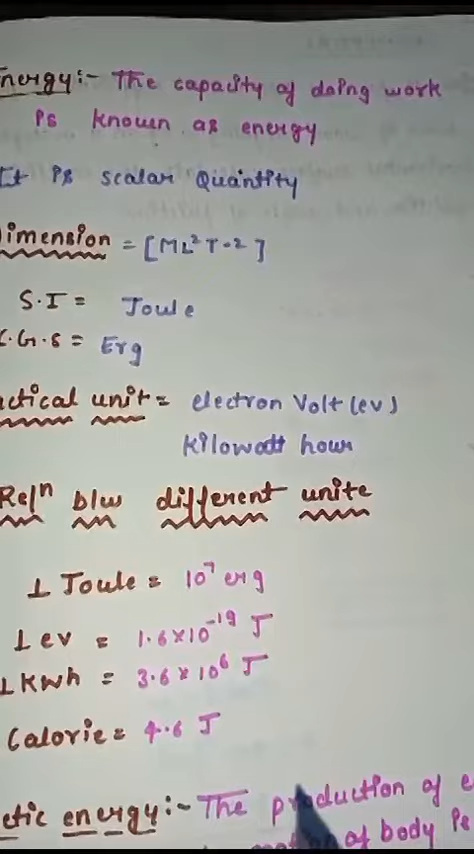 nergy:- The capacity of doing work
is known as energy
It is scalar Quantity
imension = [ML²T-2]
S.I = Joule
C.G.S = Erg
actical unit = electron Volt (ev)
Kilowatt hour
Relⁿ b/w different unite
1 Joule = 10⁷ erg
1 ev = 1.6×10⁻¹⁹ J
1 Kwh = 3.6×10⁶ J
Calorie = 4.6 J
etic energy:- The production of e
of body is